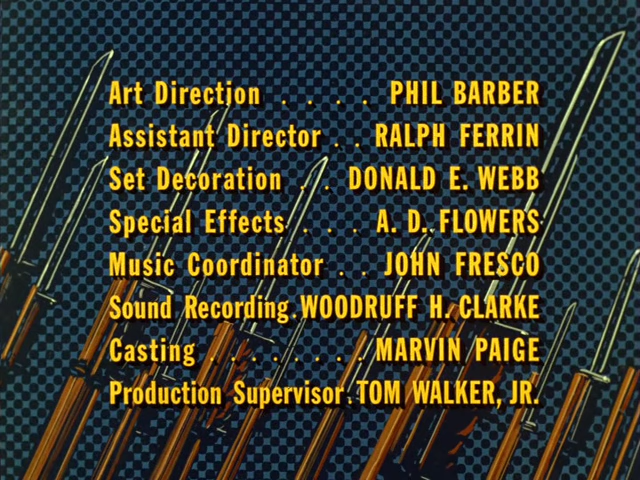 Art Direction . . . . PHIL BARBER
Assistant Director . . RALPH FERRIN
Set Decoration . . DONALD E. WEBB
Special Effects . . . A. D. FLOWERS
Music Coordinator . . JOHN FRESCO
Sound Recording . WOODRUFF H. CLARKE
Casting . . . . . . . . MARVIN PAIGE
Production Supervisor . TOM WALKER, JR.